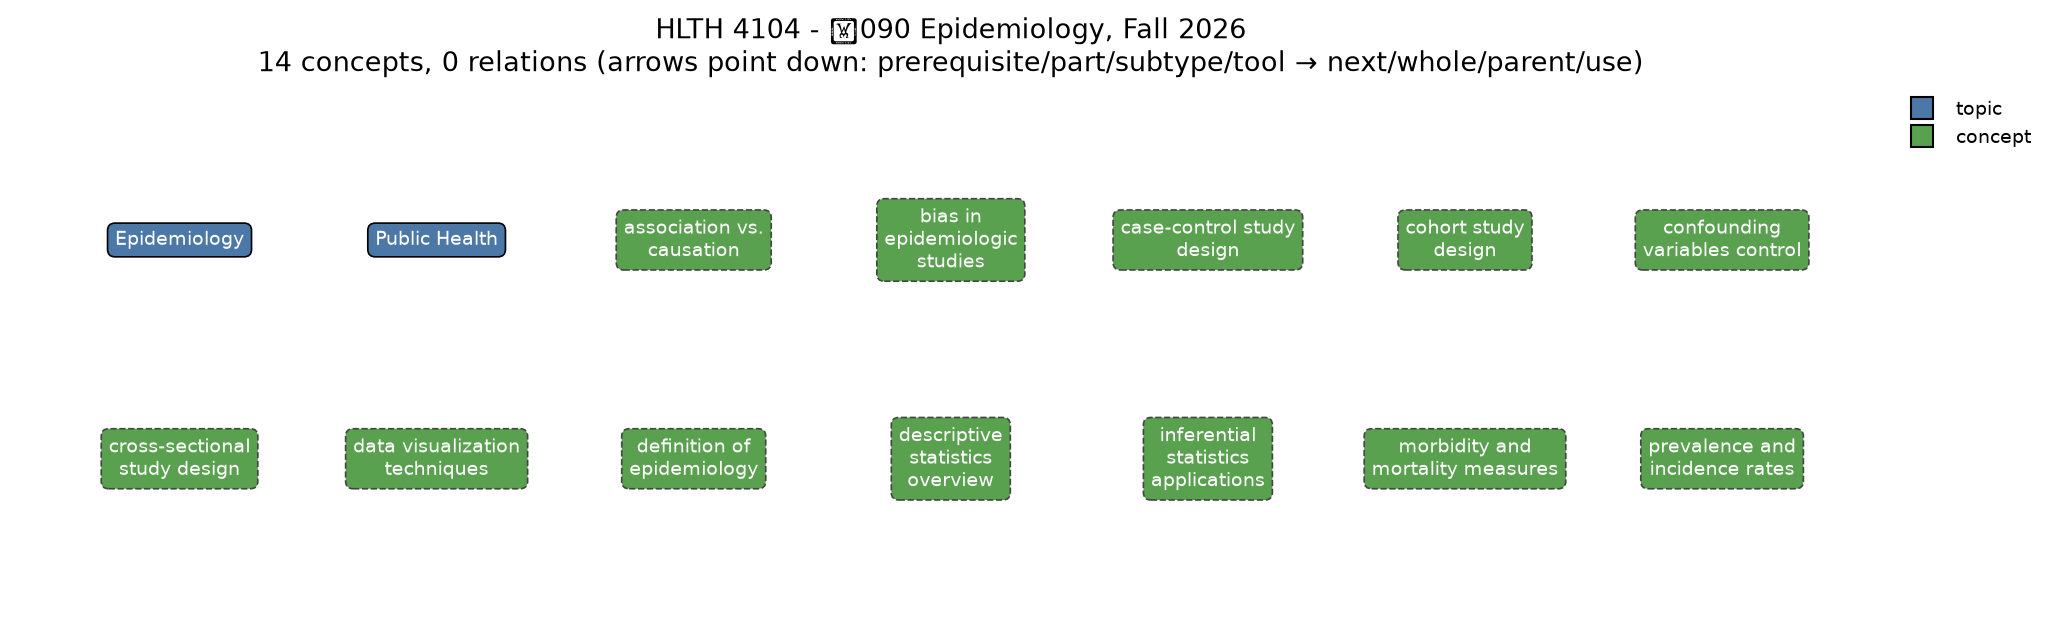 HLTH 4104 - 090 Epidemiology, Fall 2026
14 concepts, 0 relations (arrows point down: prerequisite/part/subtype/tool → next/whole/parent/use)
topic
concept
Epidemiology
Public Health
association vs.
causation
bias in
epidemiologic
studies
case-control study
design
cohort study
design
confounding
variables control
cross-sectional
study design
data visualization
techniques
definition of
epidemiology
descriptive
statistics
overview
inferential
statistics
applications
morbidity and
mortality measures
prevalence and
incidence rates